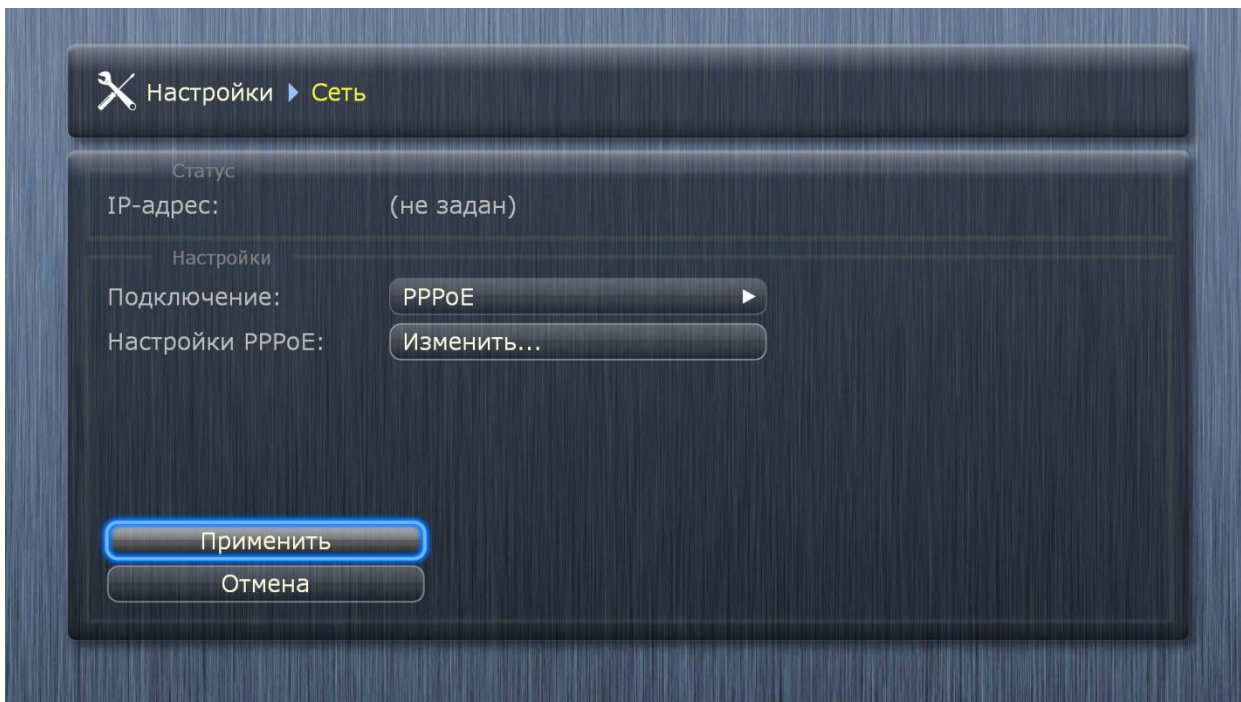 Настройки ▶ Сеть
Статус
IP-адрес: (не задан)
Настройки
Подключение: PPPoE
Настройки PPPoE: Изменить...
Применить
Отмена